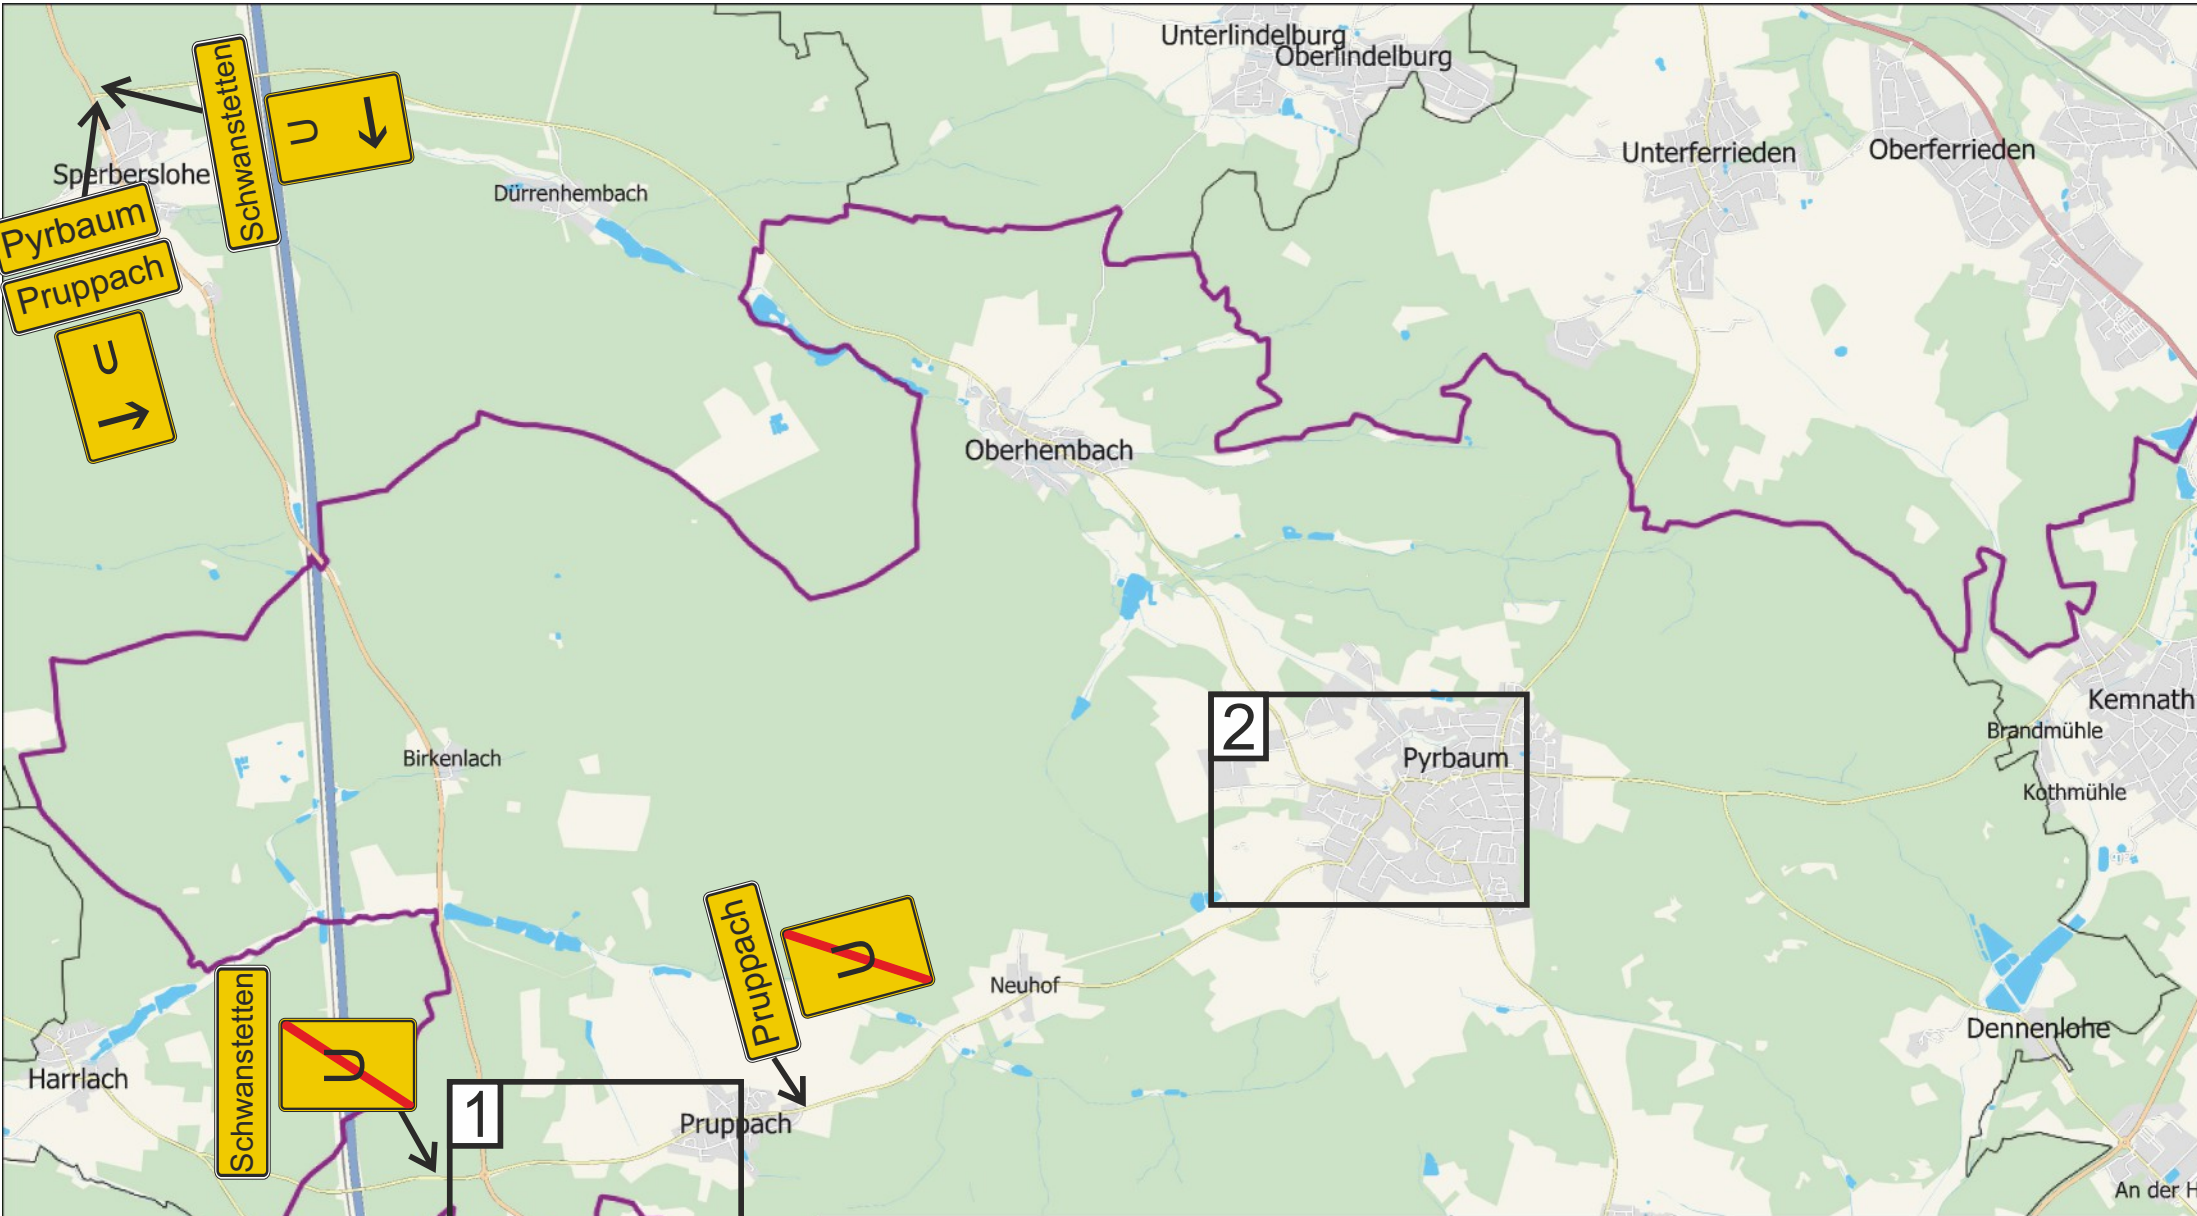 Unterlindelburg
Oberlindelburg
Schwanstetten
U
Unterferrieden
Oberferrieden
Sperberslohe
Dürrenhembach
Pyrbaum
Pruppach
U
Oberhembach
Kemnath
2
Brandmühle
Pyrbaum
Birkenlach
Kothmühle
Pruppach
U
Neuhof
Schwanstetten
U
Dennenlohe
Harrlach
1
Pruppach
An der H